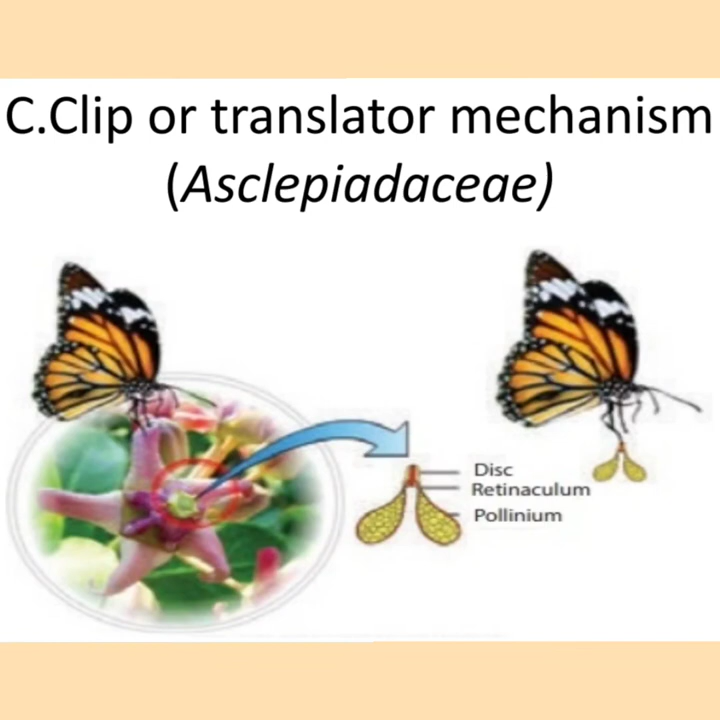 C.Clip or translator mechanism
(Asclepiadaceae)
Disc
Retinaculum
Pollinium